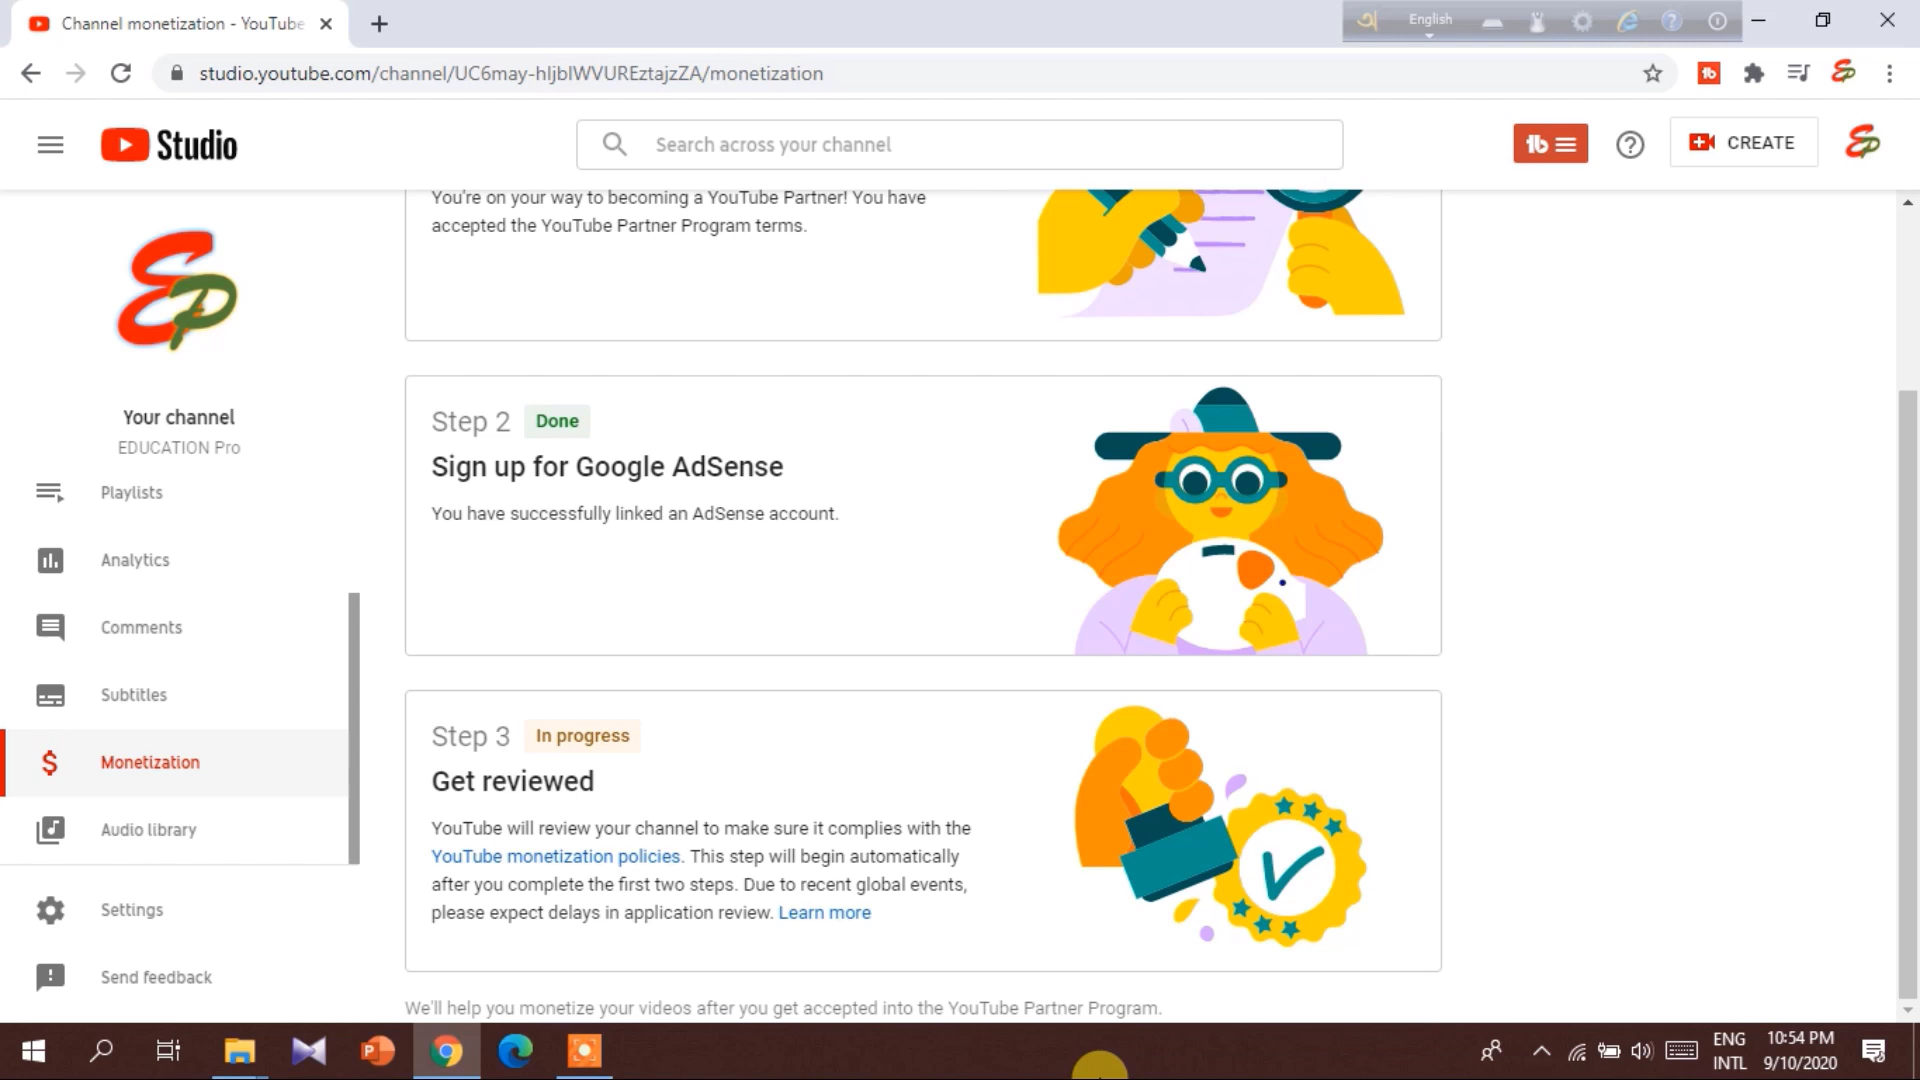 Channel monetization - YouTube
English
studio.youtube.com/channel/UC6may-hIjblWVUREztajzZA/monetization
Studio
Search across your channel
CREATE
You're on your way to becoming a YouTube Partner! You have
accepted the YouTube Partner Program terms.
EP
Your channel
EDUCATION Pro
Playlists
Analytics
Comments
Subtitles
Monetization
Audio library
Settings
Send feedback
Step 2 Done
Sign up for Google AdSense
You have successfully linked an AdSense account.
Step 3 In progress
Get reviewed
YouTube will review your channel to make sure it complies with the
YouTube monetization policies. This step will begin automatically
after you complete the first two steps. Due to recent global events,
please expect delays in application review. Learn more
We'll help you monetize your videos after you get accepted into the YouTube Partner Program.
ENG
INTL
10:54 PM
9/10/2020